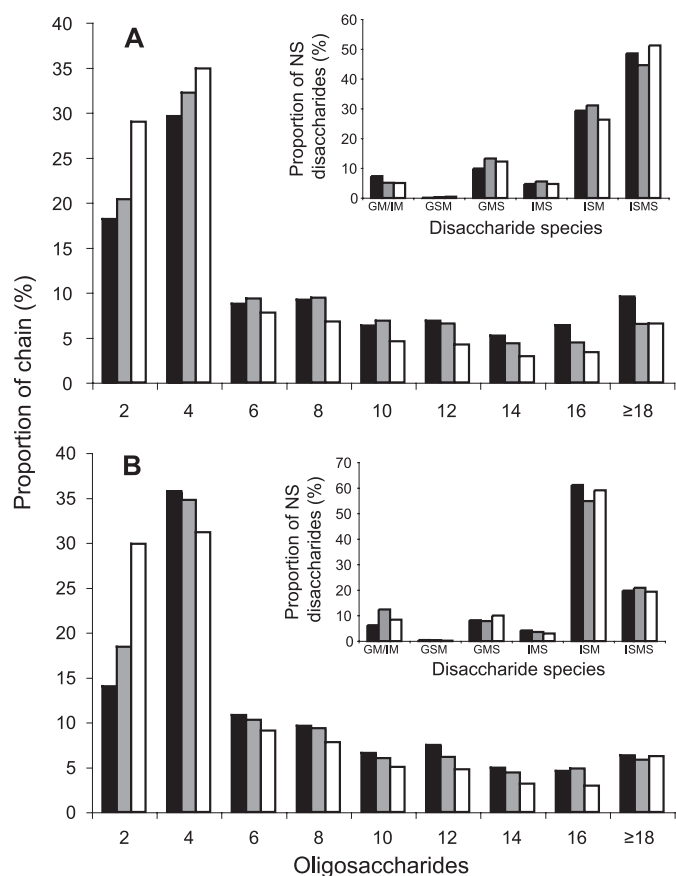 Proportion of chain (%)
A
40
35
30
25
20
15
10
5
0
2 4 6 8 10 12 14 16 ≥18
Proportion of NS
disaccharides (%)
60
50
40
30
20
10
0
GM/IM GSM GMS IMS ISM ISMS
Disaccharide species
B
40
35
30
25
20
15
10
5
0
2 4 6 8 10 12 14 16 ≥18
Oligosaccharides
Proportion of NS
disaccharides (%)
70
60
50
40
30
20
10
0
GM/IM GSM GMS IMS ISM ISMS
Disaccharide species